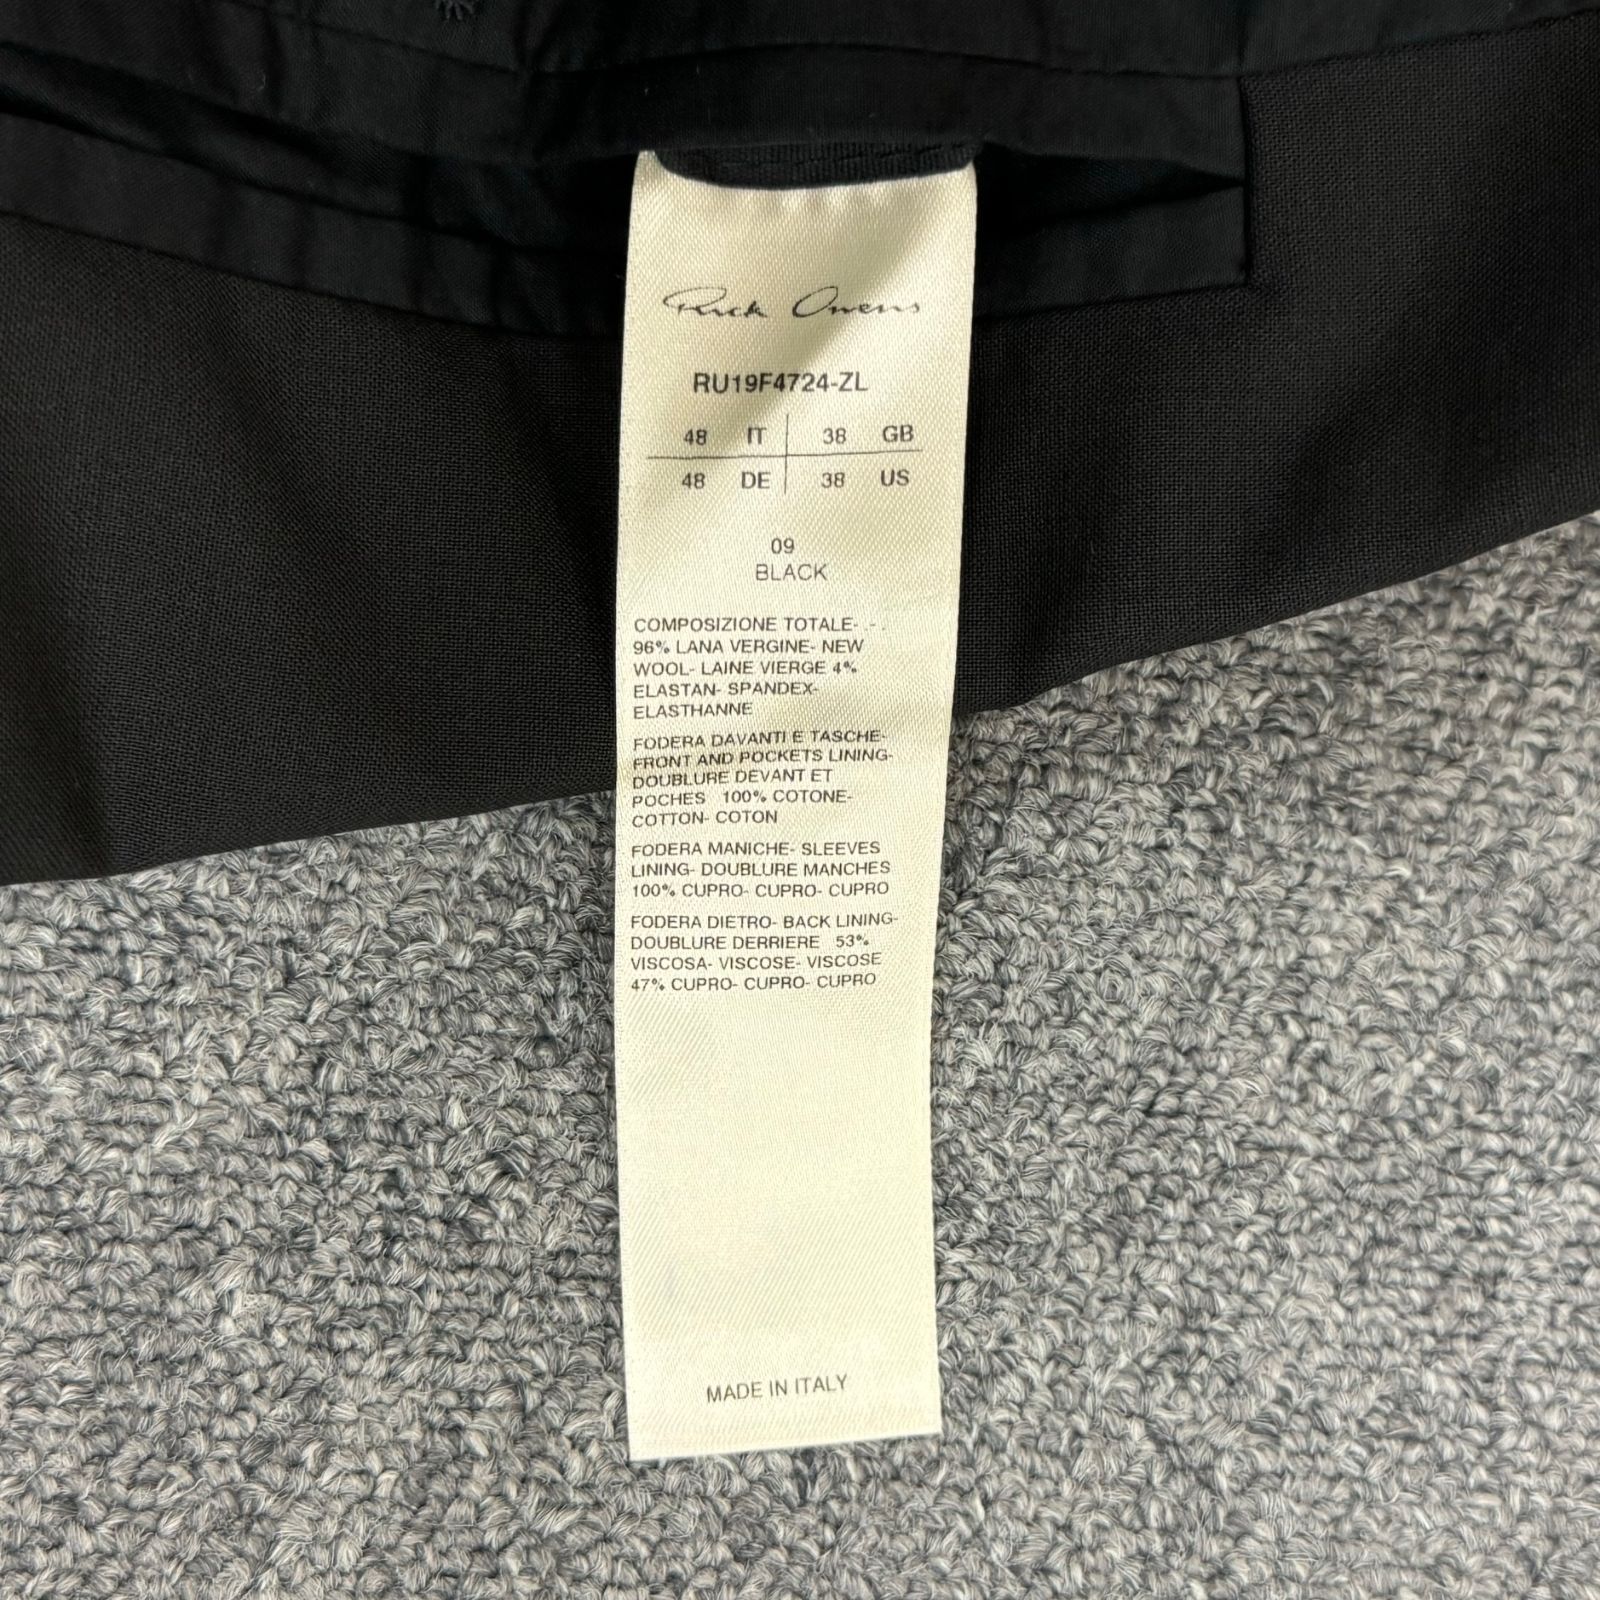 Rick Owens
RU19F4724-ZL
48 IT 38 GB
48 DE 38 US
09
BLACK
COMPOSIZIONE TOTALE- .-.
96% LANA VERGINE- NEW
WOOL- LAINE VIERGE 4%
ELASTAN- SPANDEX-
ELASTHANNE
FODERA DAVANTI E TASCHE-
FRONT AND POCKETS LINING-
DOUBLURE DEVANT ET
POCHES 100% COTONE-
COTTON- COTON
FODERA MANICHE- SLEEVES
LINING- DOUBLURE MANCHES
100% CUPRO- CUPRO- CUPRO
FODERA DIETRO- BACK LINING-
DOUBLURE DERRIERE 53%
VISCOSA- VISCOSE- VISCOSE
47% CUPRO- CUPRO- CUPRO
MADE IN ITALY